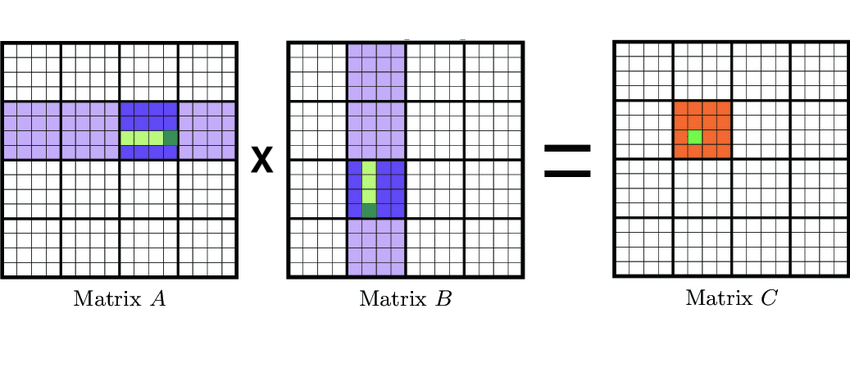 x
=
Matrix A
Matrix B
Matrix C